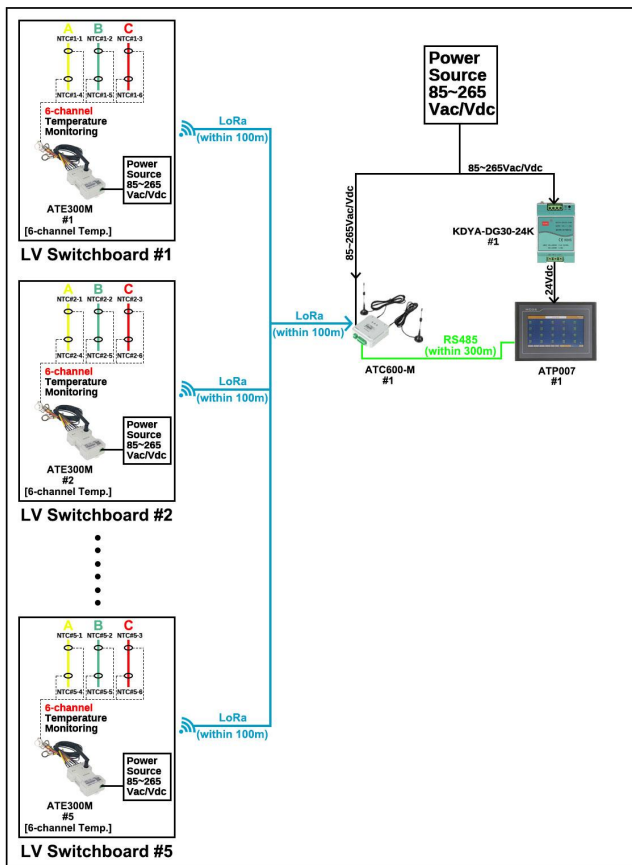 A B C
NTC#1-1 NTC#1-2 NTC#1-3
NTC#1-4 NTC#1-5 NTC#1-6
6-channel
Temperature
Monitoring
Power
Source
85~265
Vac/Vdc
ATE300M
#1
[6-channel Temp.]
LV Switchboard #1
LoRa
(within 100m)
A B C
NTC#2-1 NTC#2-2 NTC#2-3
NTC#2-4 NTC#2-5 NTC#2-6
6-channel
Temperature
Monitoring
Power
Source
85~265
Vac/Vdc
ATE300M
#2
[6-channel Temp.]
LV Switchboard #2
LoRa
(within 100m)
A B C
NTC#5-1 NTC#5-2 NTC#5-3
NTC#5-4 NTC#5-5 NTC#5-6
6-channel
Temperature
Monitoring
Power
Source
85~265
Vac/Vdc
ATE300M
#5
[6-channel Temp.]
LV Switchboard #5
LoRa
(within 100m)
LoRa
(within 100m)
Power
Source
85~265
Vac/Vdc
85~265Vac/Vdc
85~265Vac/Vdc
KDYA-DG30-24K
#1
24Vdc
ATC600-M
#1
RS485
(within 300m)
ATP007
#1